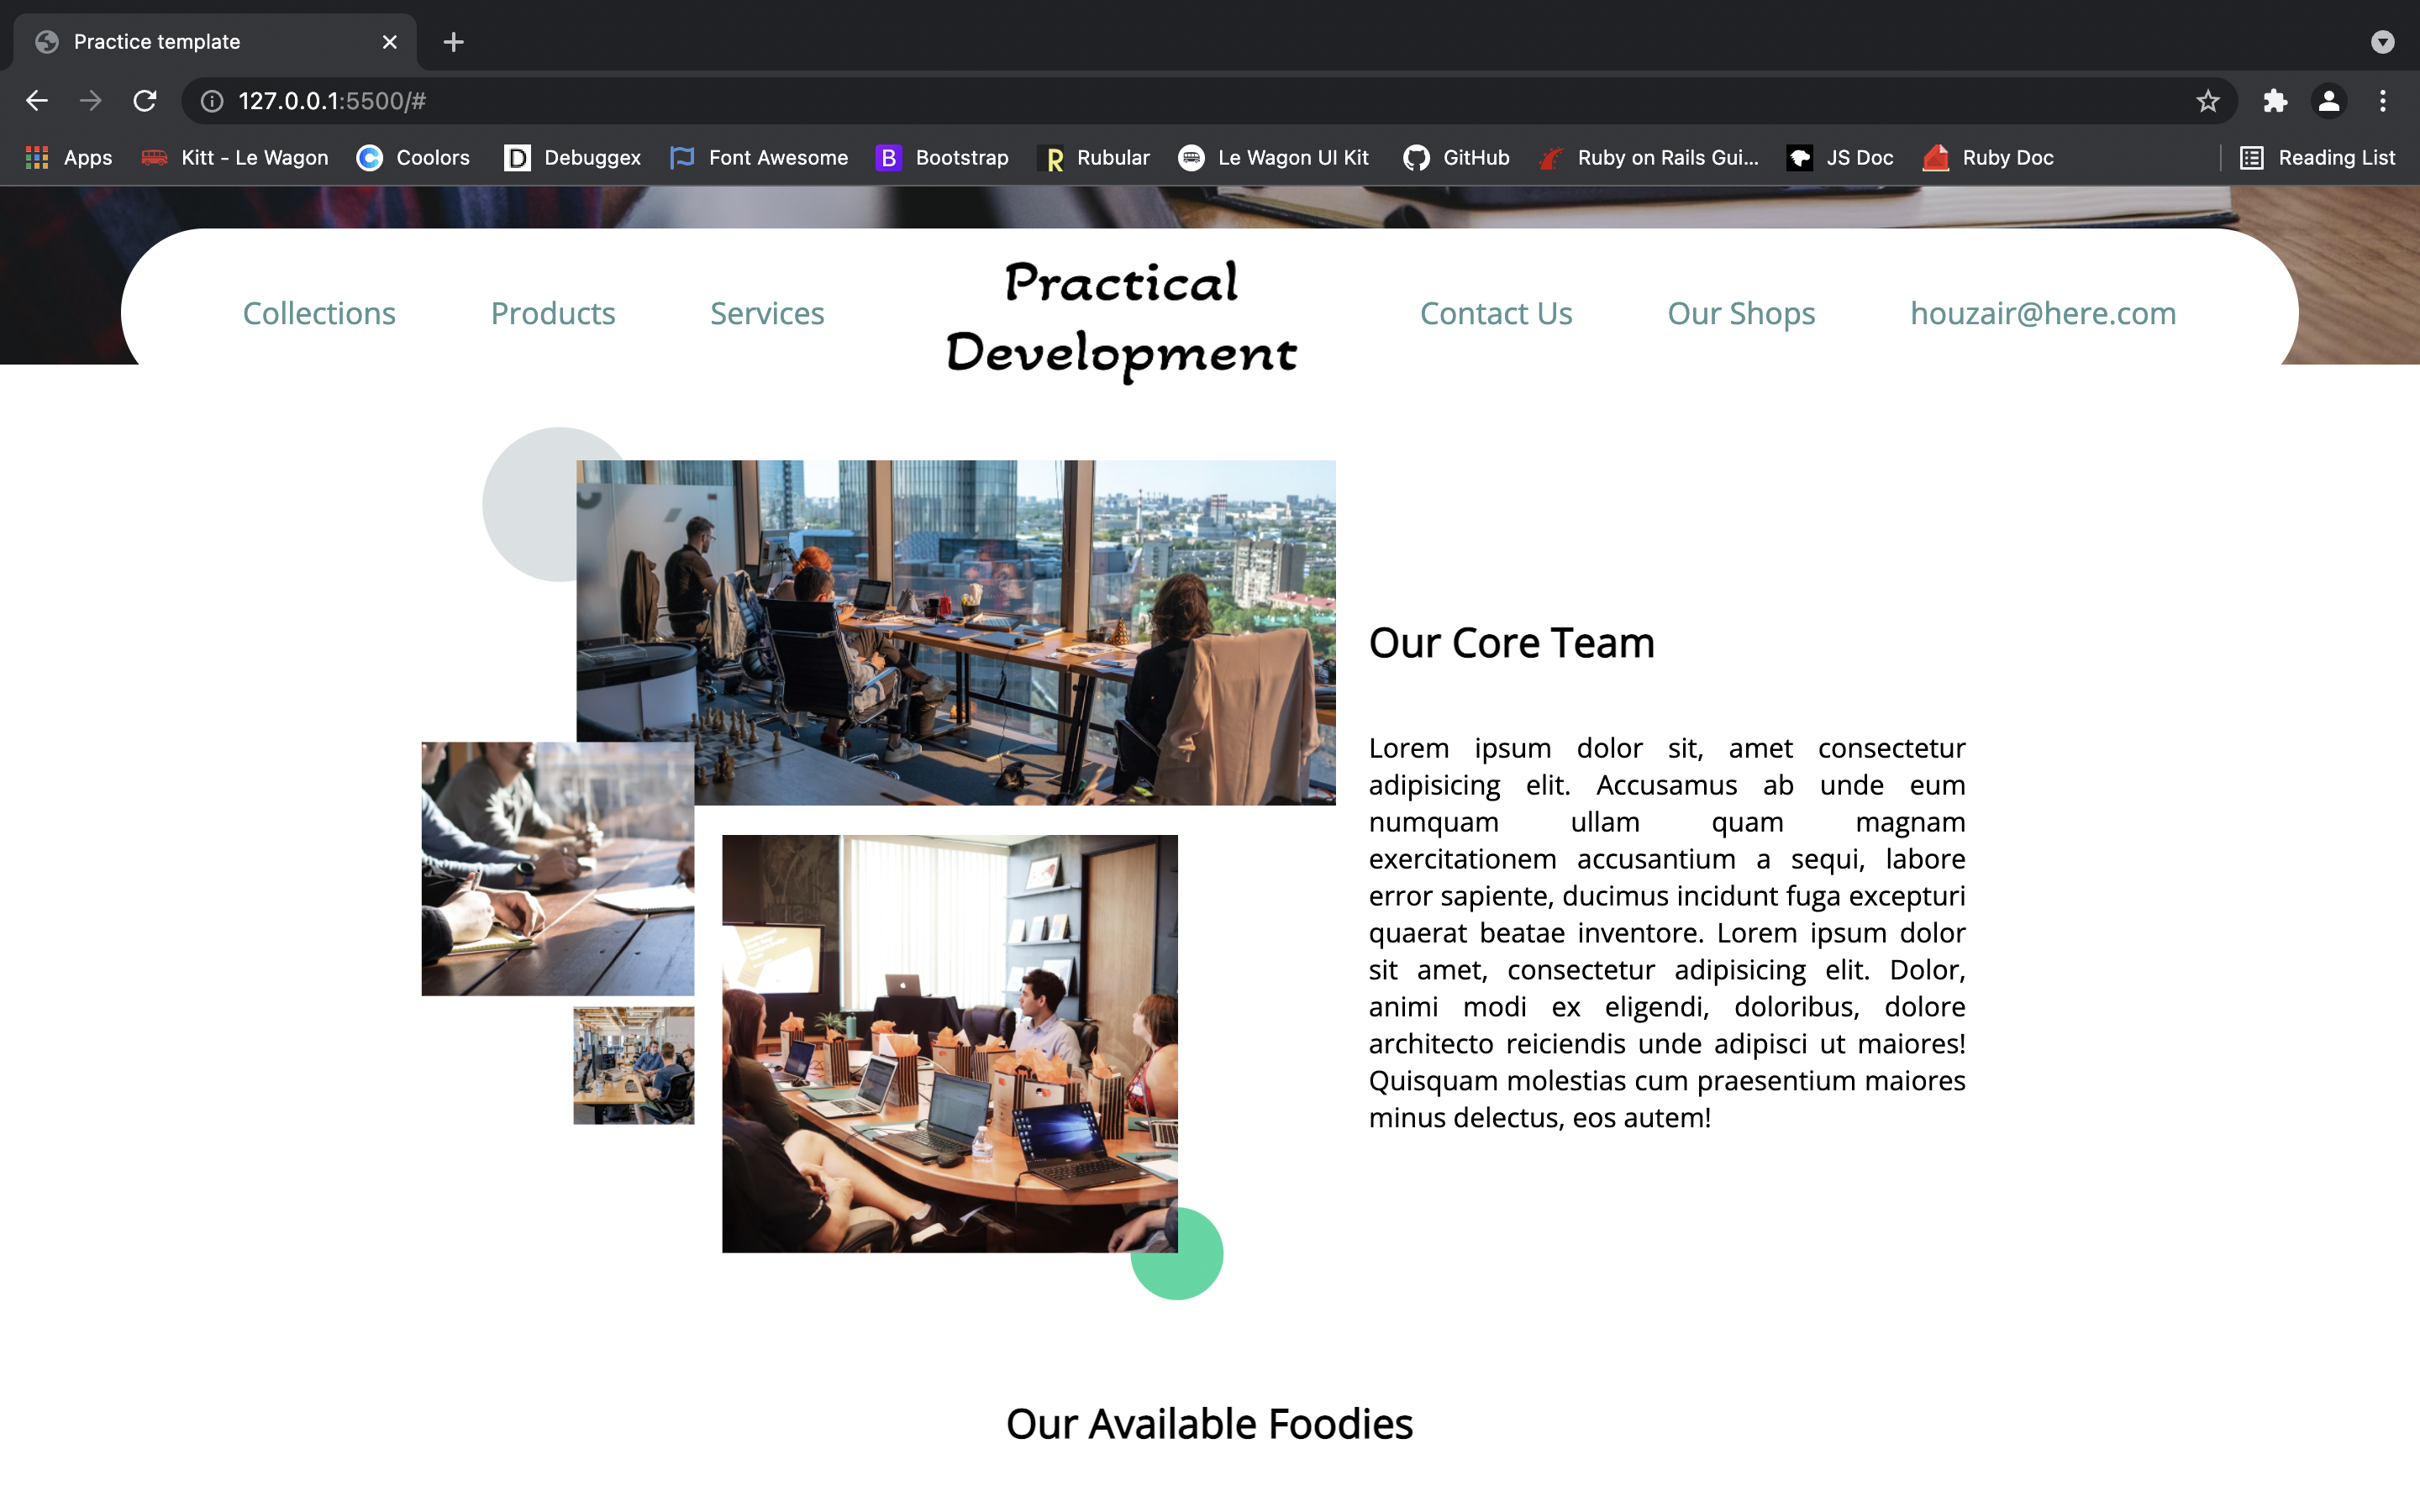 Practice template
127.0.0.1:5500/#
Apps Kitt - Le Wagon Coolors Debuggex Font Awesome Bootstrap Rubular Le Wagon UI Kit GitHub Ruby on Rails Gui... JS Doc Ruby Doc Reading List
Collections Products Services
Practical
Development
Contact Us Our Shops houzair@here.com
Our Core Team
Lorem ipsum dolor sit, amet consectetur
adipisicing elit. Accusamus ab unde eum
numquam ullam quam magnam
exercitationem accusantium a sequi, labore
error sapiente, ducimus incidunt fuga excepturi
quaerat beatae inventore. Lorem ipsum dolor
sit amet, consectetur adipisicing elit. Dolor,
animi modi ex eligendi, doloribus, dolore
architecto reiciendis unde adipisci ut maiores!
Quisquam molestias cum praesentium maiores
minus delectus, eos autem!
Our Available Foodies